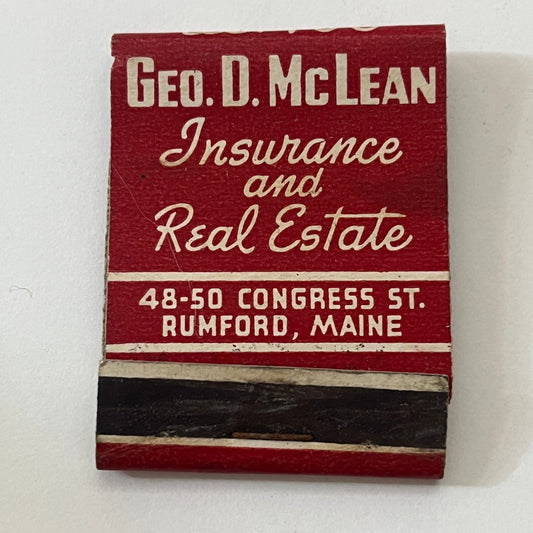 GEO. D. MCLEAN
Insurance
and
Real Estate
48-50 CONGRESS ST.
RUMFORD, MAINE